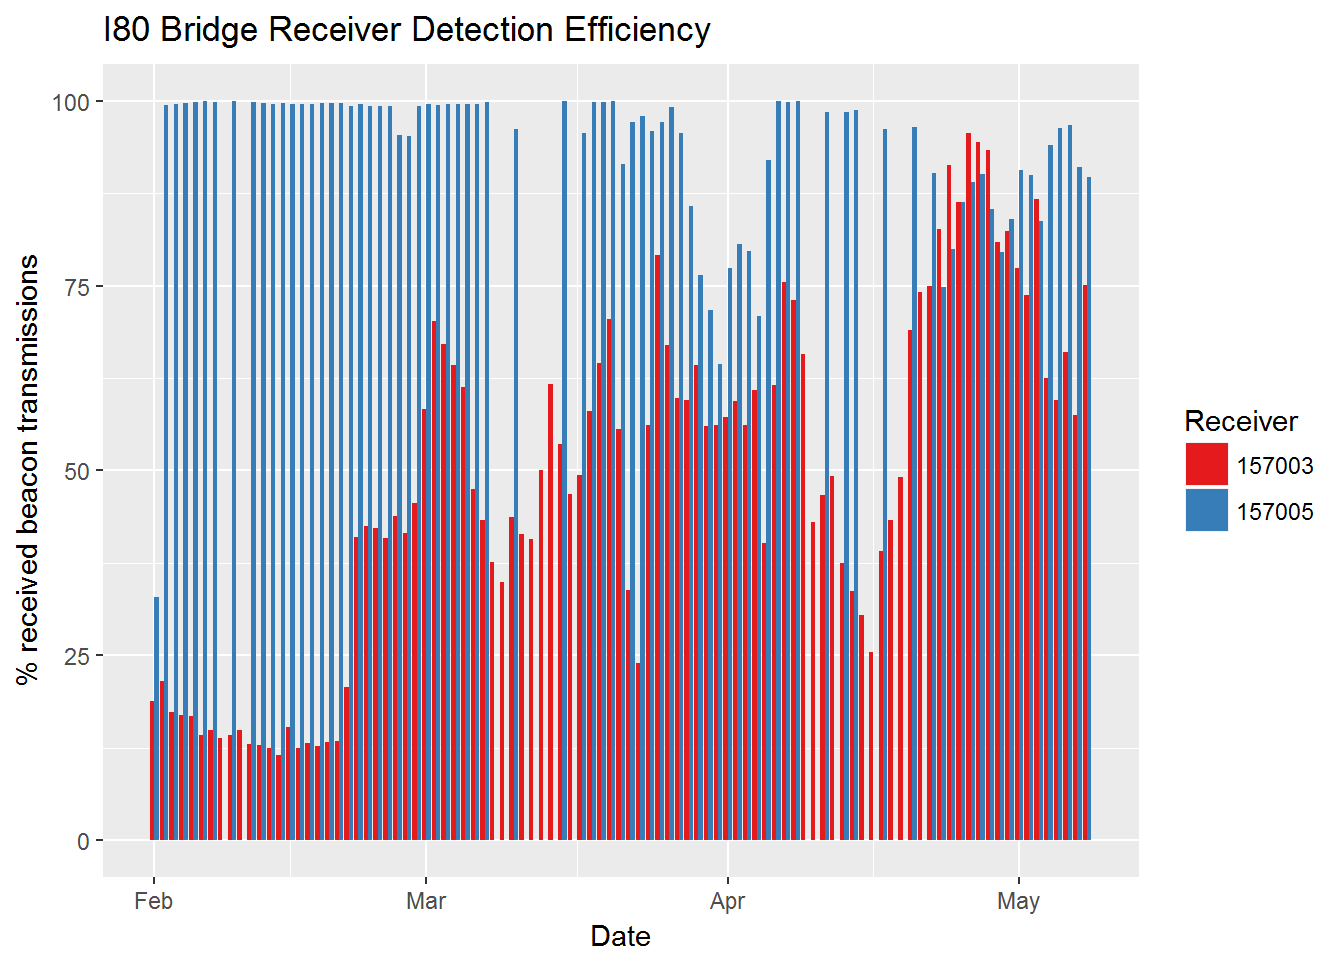 I80 Bridge Receiver Detection Efficiency
% received beacon transmissions
100
75
50
25
0
Feb
Mar
Apr
May
Date
Receiver
157003
157005